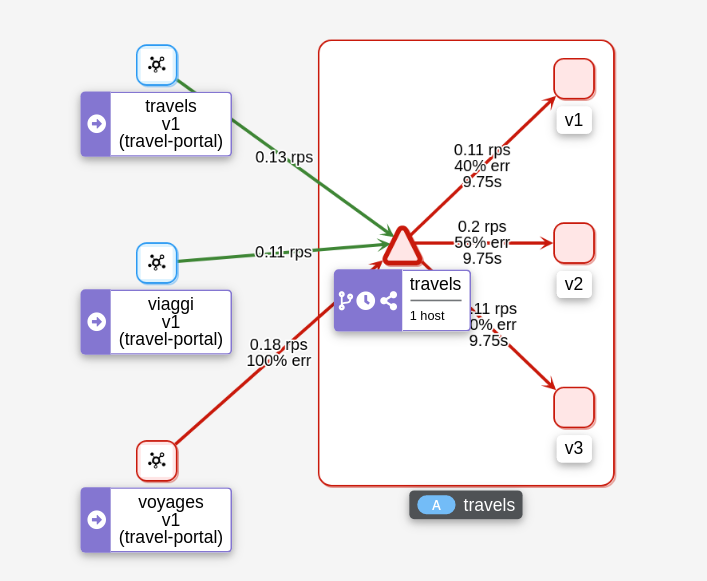 travels
v1
(travel-portal)
0.13 rps
viaggi
v1
(travel-portal)
0.11 rps
voyages
v1
(travel-portal)
0.18 rps
100% err
travels
1 host
0.11 rps
40% err
9.75s
v1
0.2 rps
56% err
9.75s
v2
.11 rps
0% err
9.75s
v3
A travels